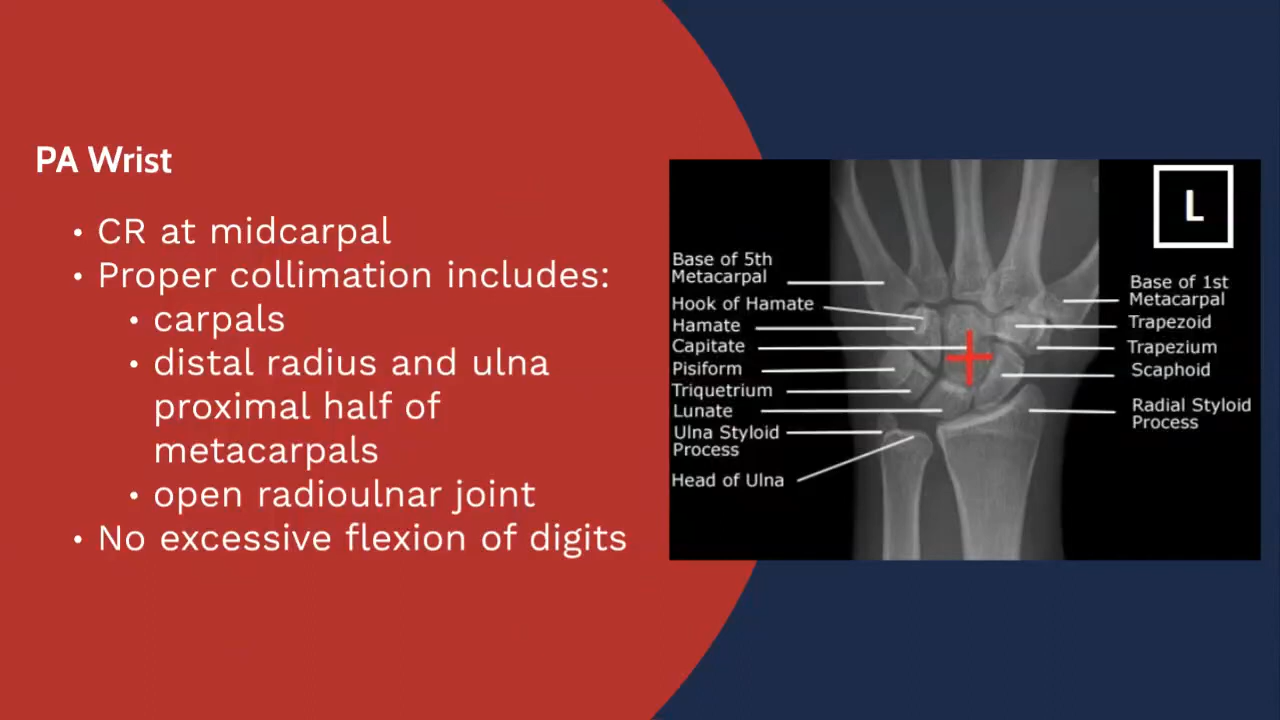 PA Wrist
• CR at midcarpal
• Proper collimation includes:
• carpals
• distal radius and ulna
proximal half of
metacarpals
• open radioulnar joint
• No excessive flexion of digits
L
Base of 5th
Metacarpal
Hook of Hamate
Hamate
Capitate
Pisiform
Triquetrium
Lunate
Ulna Styloid
Process
Head of Ulna
Base of 1st
Metacarpal
Trapezoid
Trapezium
Scaphoid
Radial Styloid
Process